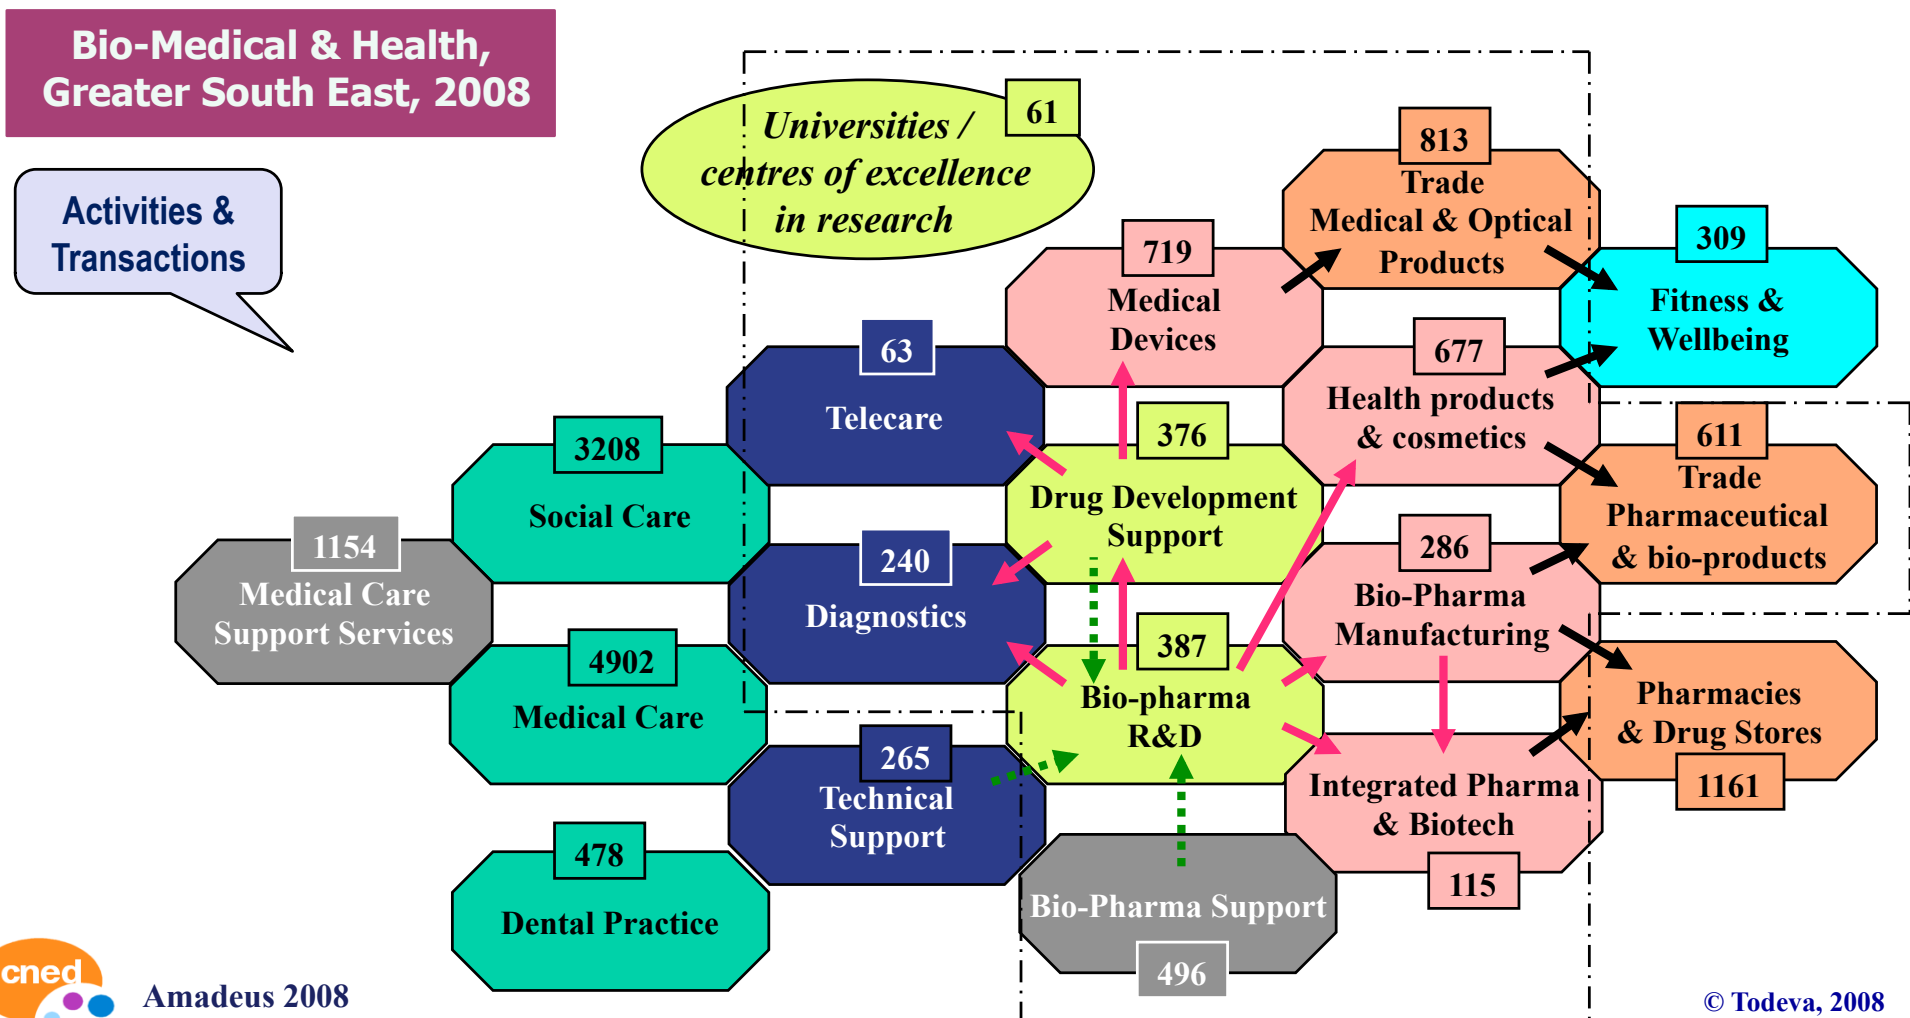 Bio-Medical & Health,
Greater South East, 2008
Activities &
Transactions
Universities /
centres of excellence
in research
61
813
Trade
Medical & Optical
Products
719
Medical
Devices
309
Fitness &
Wellbeing
63
Telecare
677
Health products
& cosmetics
376
Drug Development
Support
611
Trade
Pharmaceutical
& bio-products
3208
Social Care
1154
Medical Care
Support Services
240
Diagnostics
286
Bio-Pharma
Manufacturing
4902
Medical Care
387
Bio-pharma
R&D
Pharmacies
& Drug Stores
1161
265
Technical
Support
Integrated Pharma
& Biotech
115
478
Dental Practice
Bio-Pharma Support
496
cned
Amadeus 2008
© Todeva, 2008